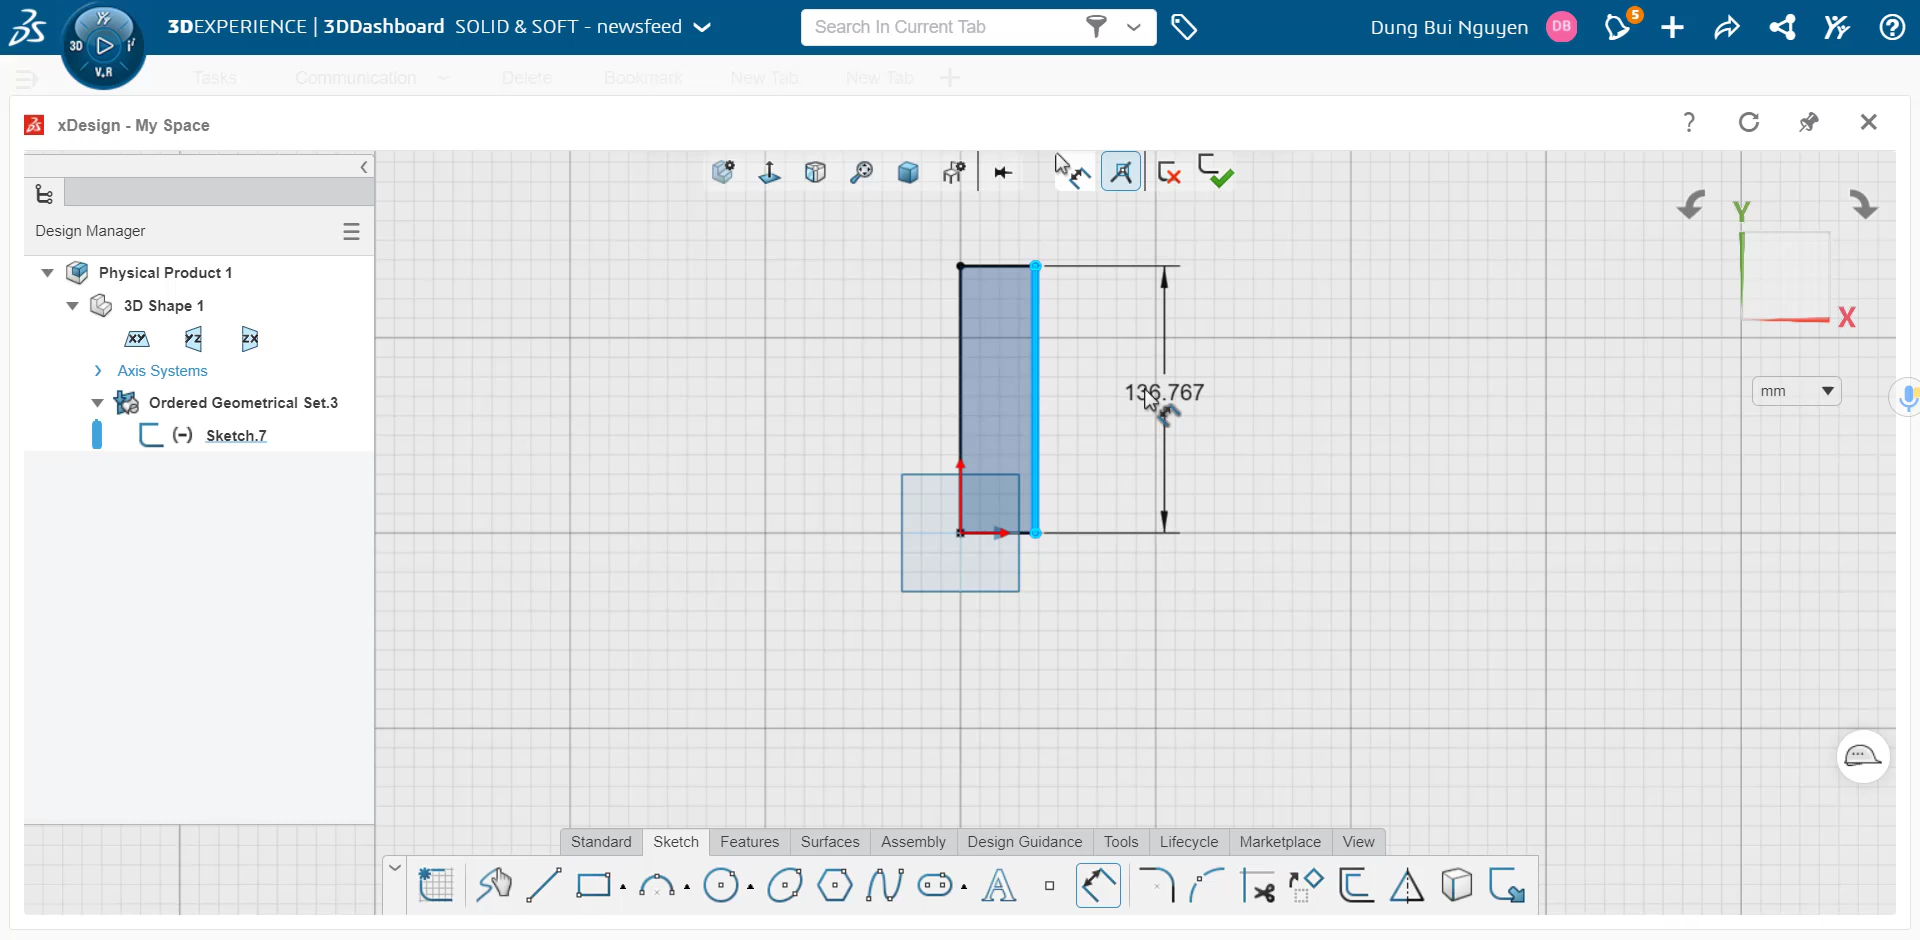 3DEXPERIENCE | 3DDashboard SOLID & SOFT - newsfeed
Search In Current Tab
Dung Bui Nguyen DB 5
3D V.R
Tasks Communication Delete Bookmark New Tab New Tab
xDesign - My Space
Design Manager
Physical Product 1
3D Shape 1
XY YZ ZX
Axis Systems
Ordered Geometrical Set.3
(-) Sketch.7
136.767
Y
X
mm
Standard Sketch Features Surfaces Assembly Design Guidance Tools Lifecycle Marketplace View
A